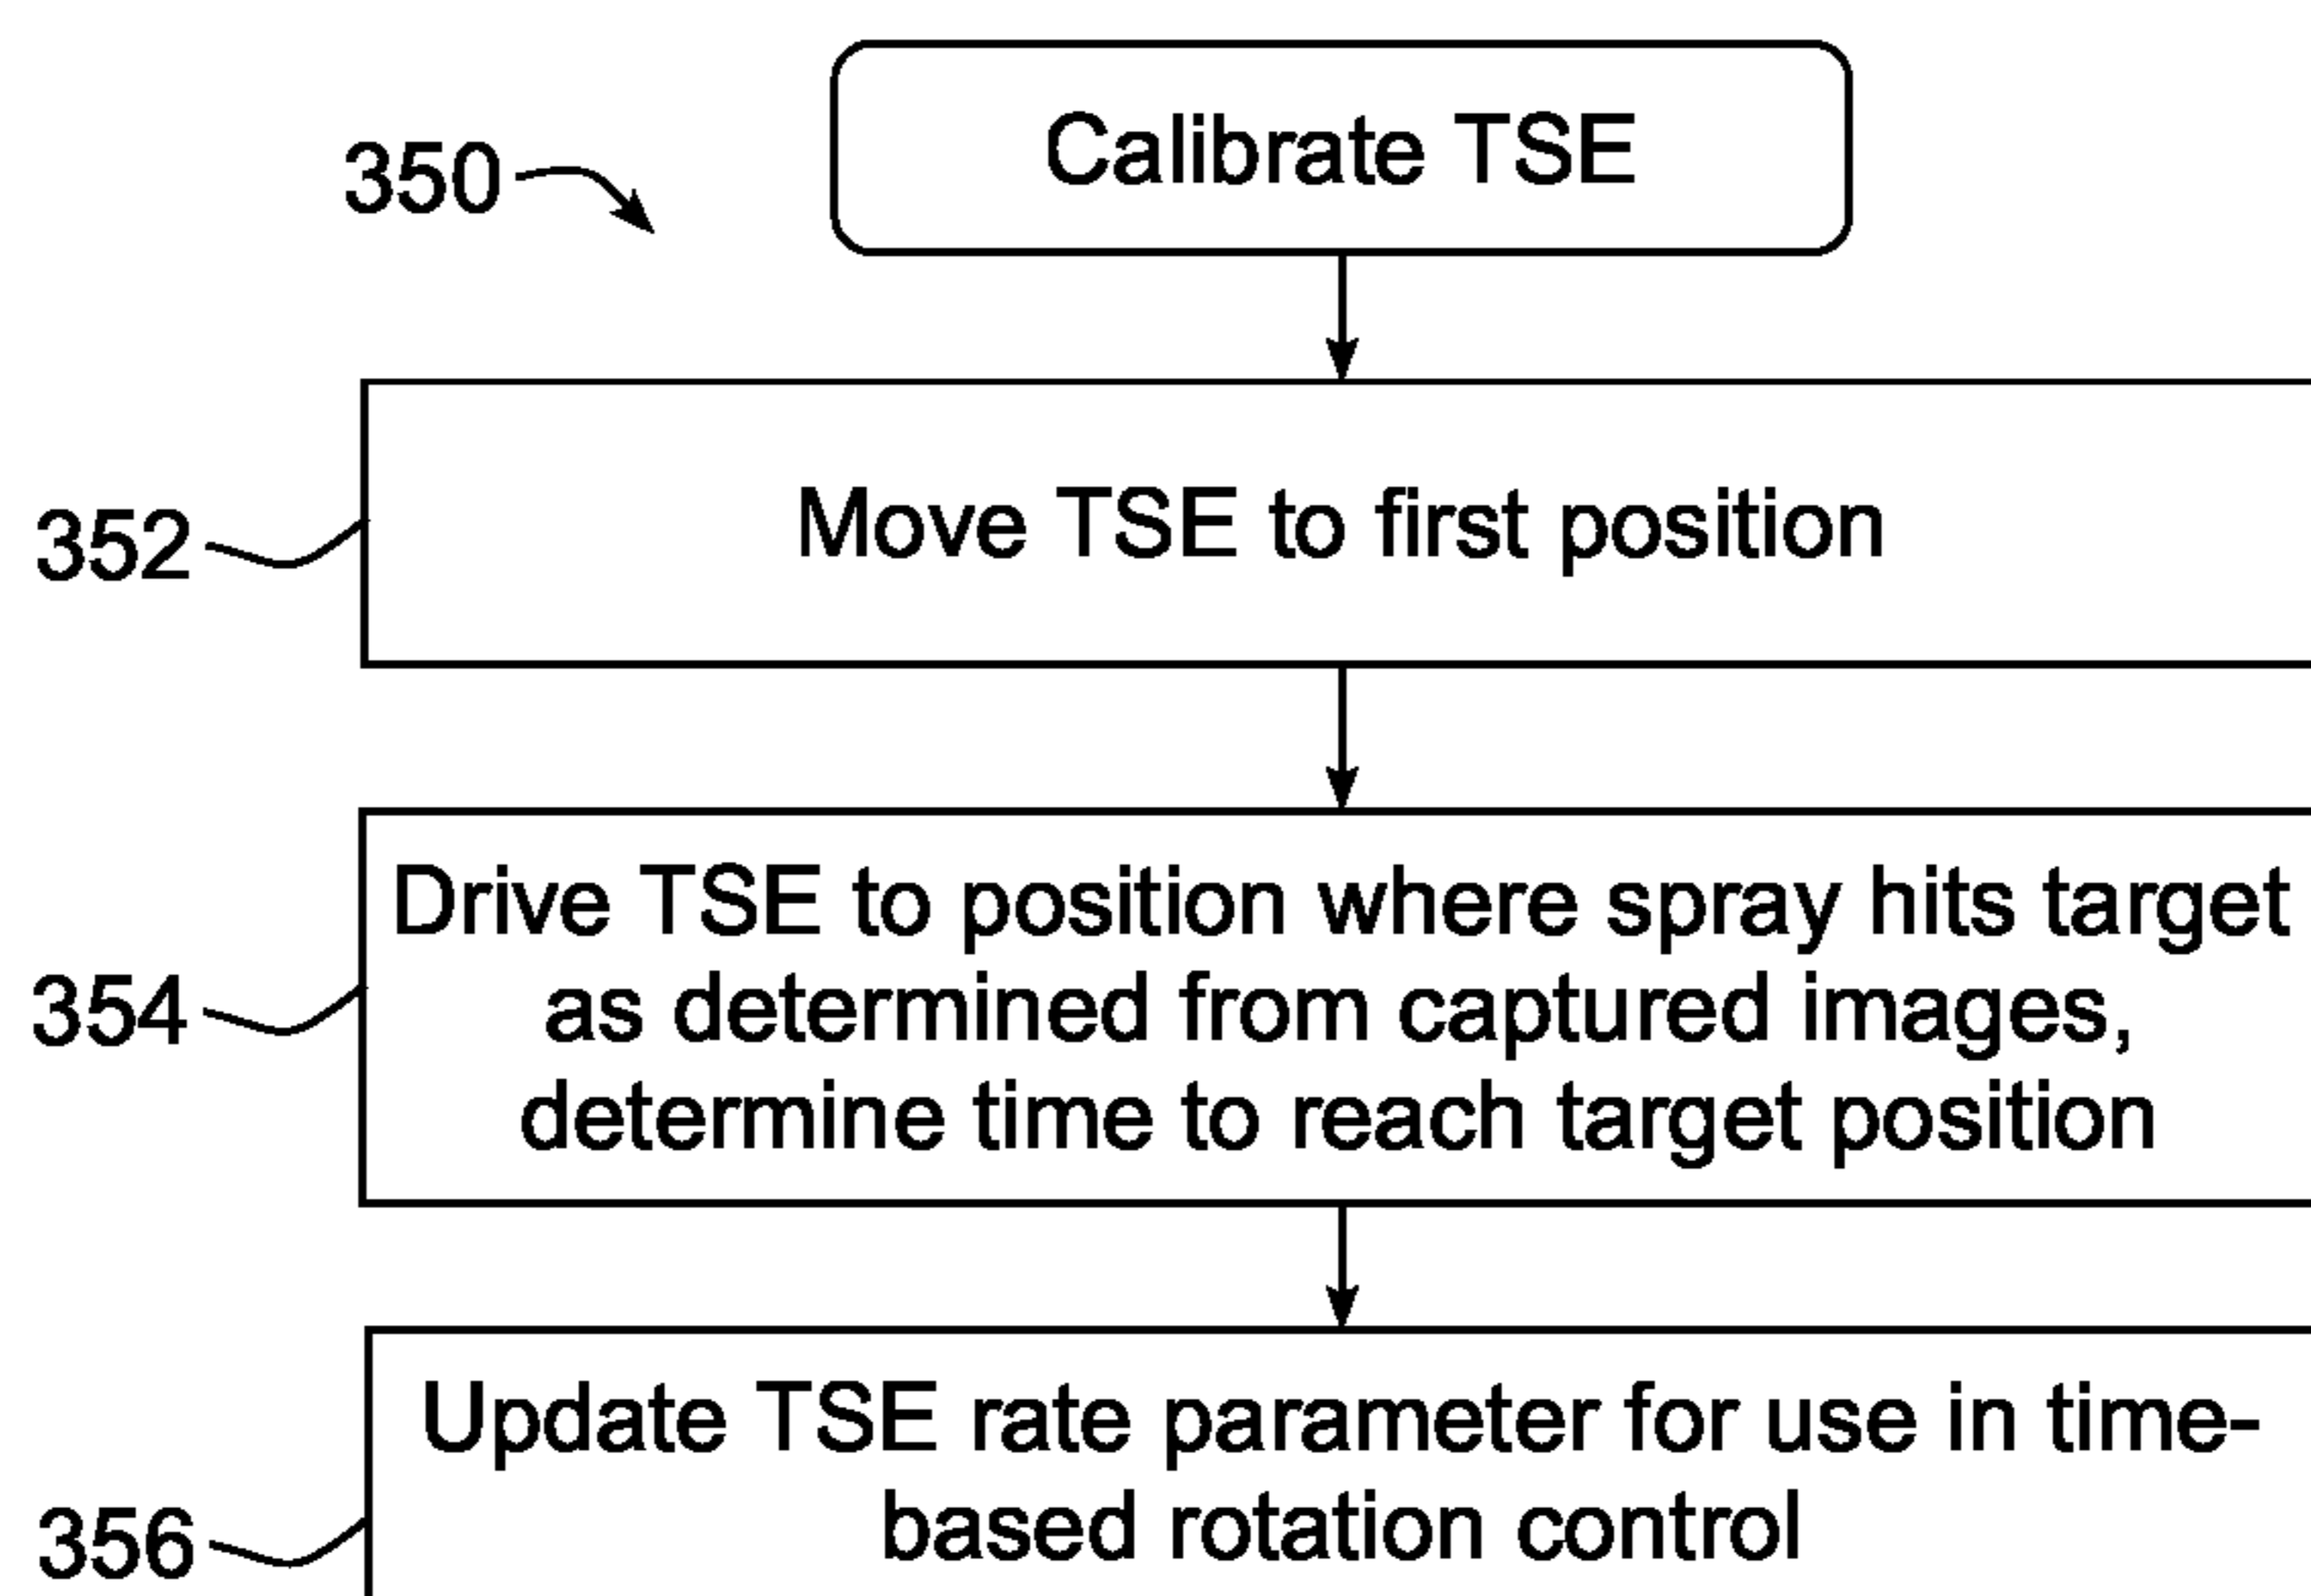 Calibrate TSE
350
Move TSE to first position
352
Drive TSE to position where spray hits target
as determined from captured images,
determine time to reach target position
354
Update TSE rate parameter for use in time-
based rotation control
356